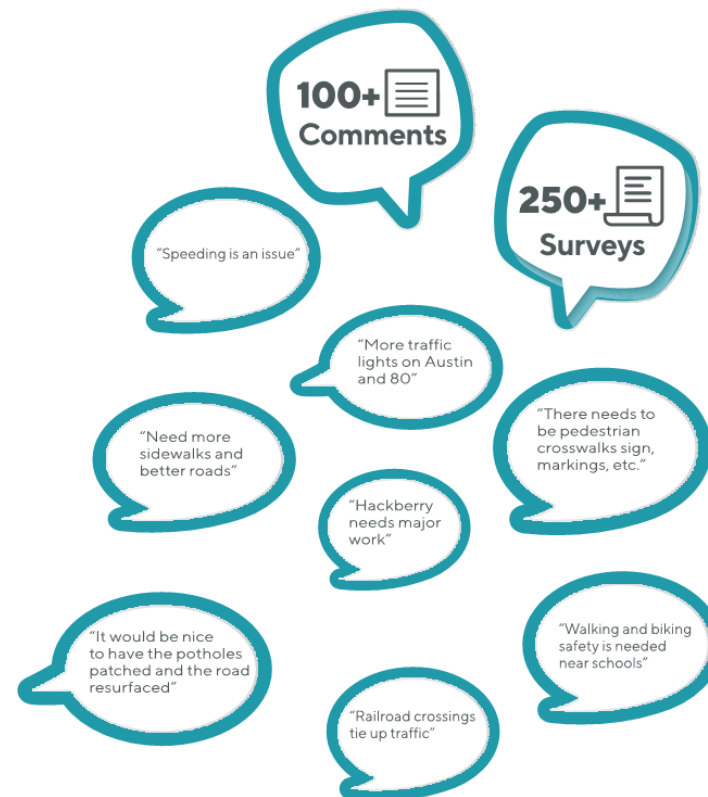 100+
Comments
250+
Surveys
“Speeding is an issue”
“More traffic
lights on Austin
and 80”
“Need more
sidewalks and
better roads”
“There needs to
be pedestrian
crosswalks sign,
markings, etc.”
“Hackberry
needs major
work”
“It would be nice
to have the potholes
patched and the road
resurfaced”
“Walking and biking
safety is needed
near schools”
“Railroad crossings
tie up traffic”